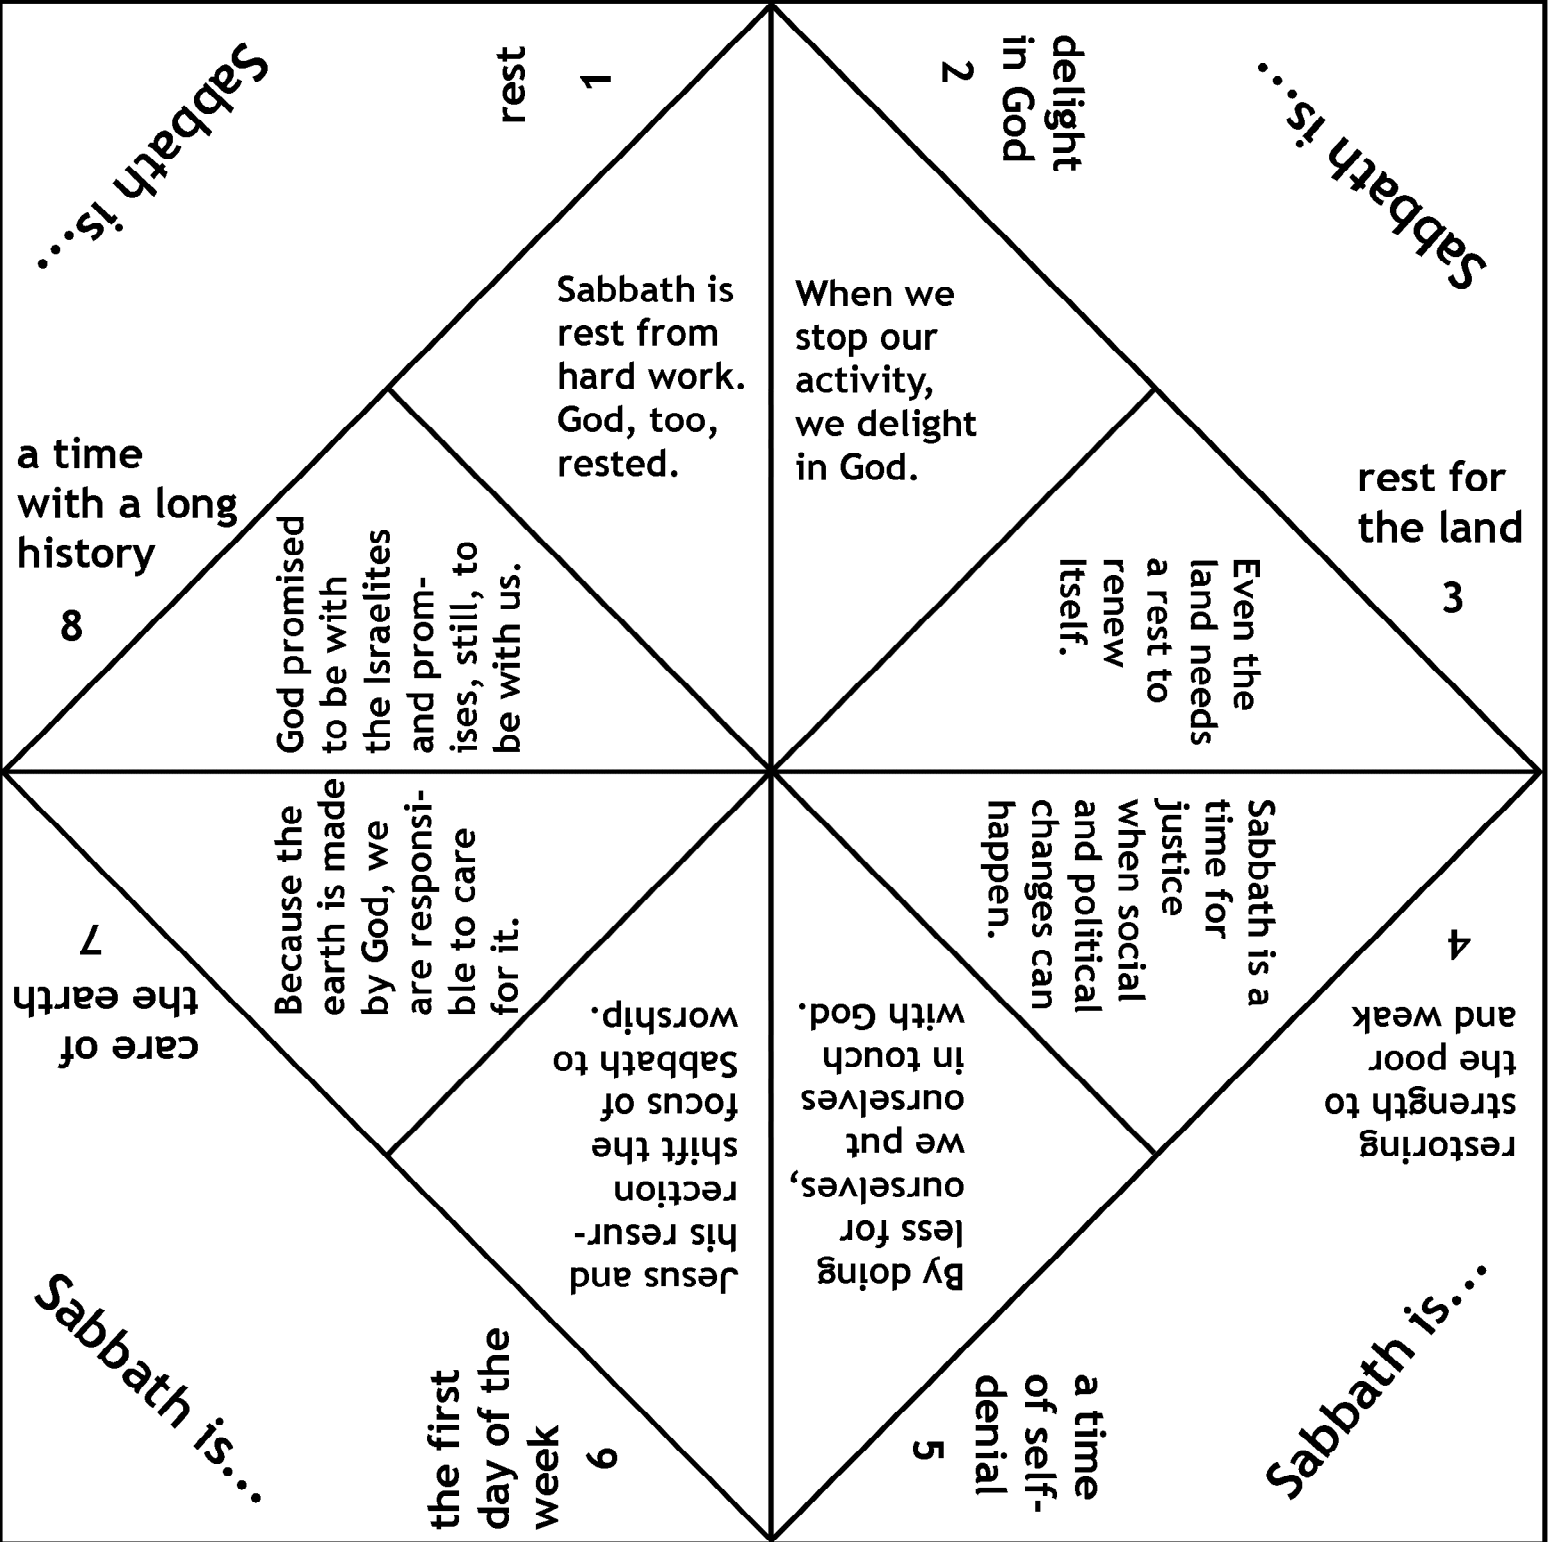 Sabbath is...
rest
1
Sabbath is
rest from
hard work.
God, too,
rested.
delight
in God
2
When we
stop our
activity,
we delight
in God.
Sabbath is...
rest for
the land
3
Even the
land needs
a rest to
renew
Itself.
restoring
strength to
the poor
and weak
4
Sabbath is a
time for
justice
when social
and political
changes can
happen.
Sabbath is...
a time
of self-
denial
5
By doing
less for
ourselves,
we put
ourselves
in touch
with God.
the first
day of the
week
6
Jesus and
his resur-
rection
shift the
focus of
Sabbath to
worship.
Sabbath is...
care of
the earth
7
Because the
earth is made
by God, we
are responsi-
ble to care
for it.
a time
with a long
history
8
God promised
to be with
the Israelites
and prom-
ises, still, to
be with us.